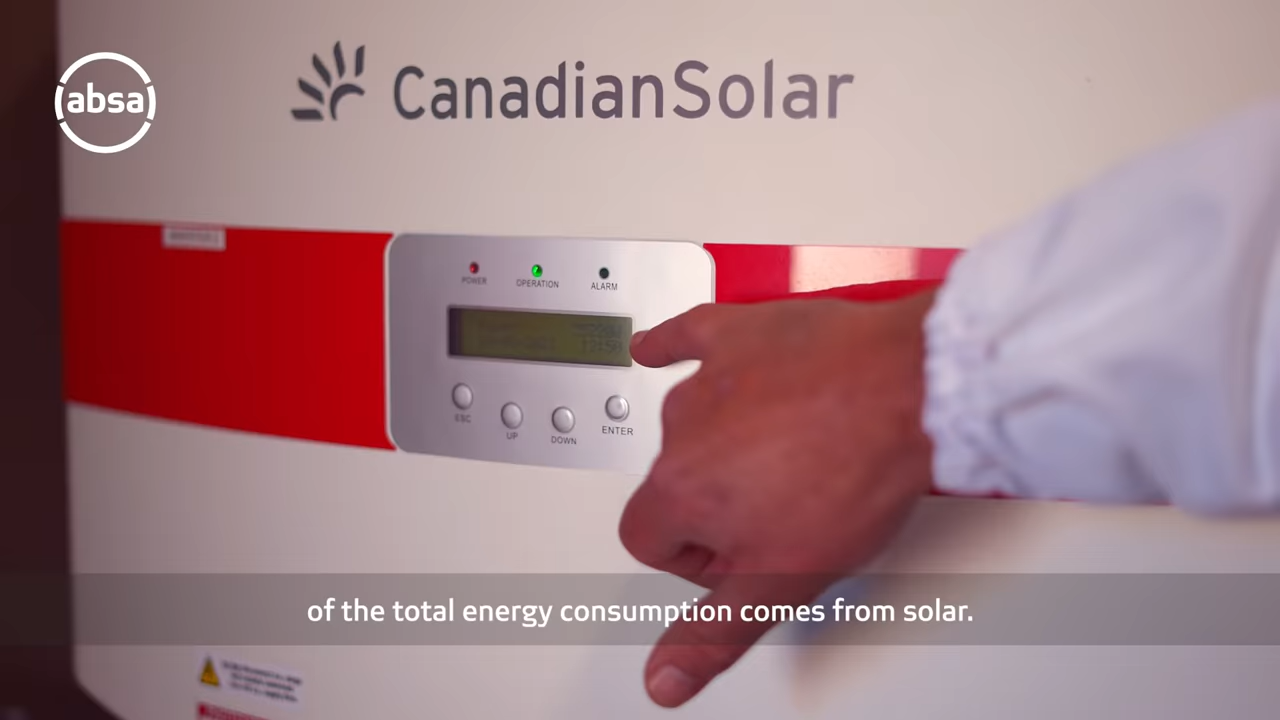 absa
CanadianSolar
POWER
OPERATION
ALARM
ESC
UP
DOWN
ENTER
of the total energy consumption comes from solar.